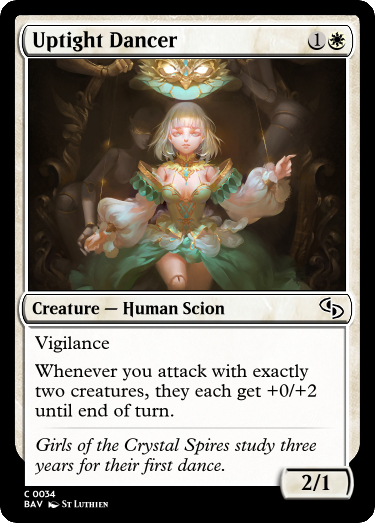 Uptight Dancer 1
Creature — Human Scion
Vigilance
Whenever you attack with exactly
two creatures, they each get +0/+2
until end of turn.
Girls of the Crystal Spires study three
years for their first dance.
2/1
C 0034
BAV St Luthien